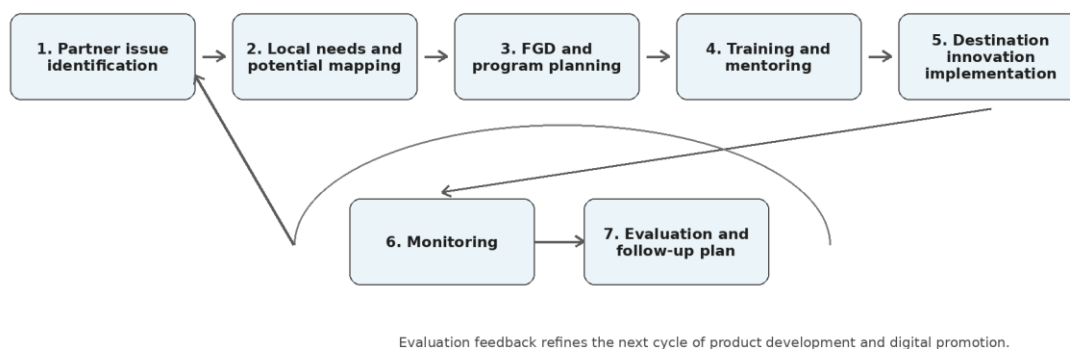 1. Partner issue
identification
2. Local needs and
potential mapping
3. FGD and
program planning
4. Training and
mentoring
5. Destination
innovation
implementation
6. Monitoring
7. Evaluation and
follow-up plan
Evaluation feedback refines the next cycle of product development and digital promotion.